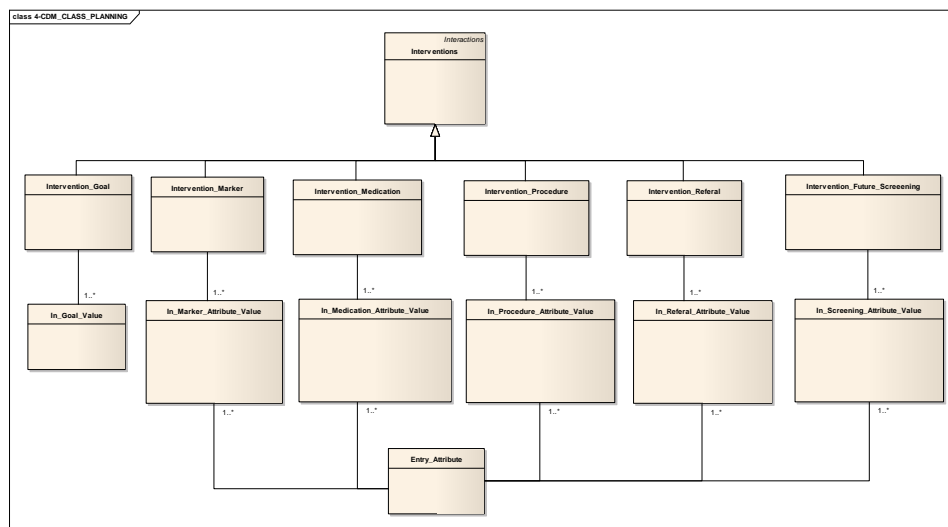 class 4-CDM_CLASS_PLANNING
Interactions
Interventions
Intervention_Goal
Intervention_Marker
Intervention_Medication
Intervention_Procedure
Intervention_Referal
Intervention_Future_Screeening
1..*
1..*
1..*
1..*
1..*
1..*
In_Goal_Value
In_Marker_Attribute_Value
In_Medication_Attribute_Value
In_Procedure_Attribute_Value
In_Referal_Attribute_Value
In_Screening_Attribute_Value
1..*
1..*
1..*
1..*
1..*
Entry_Attribute